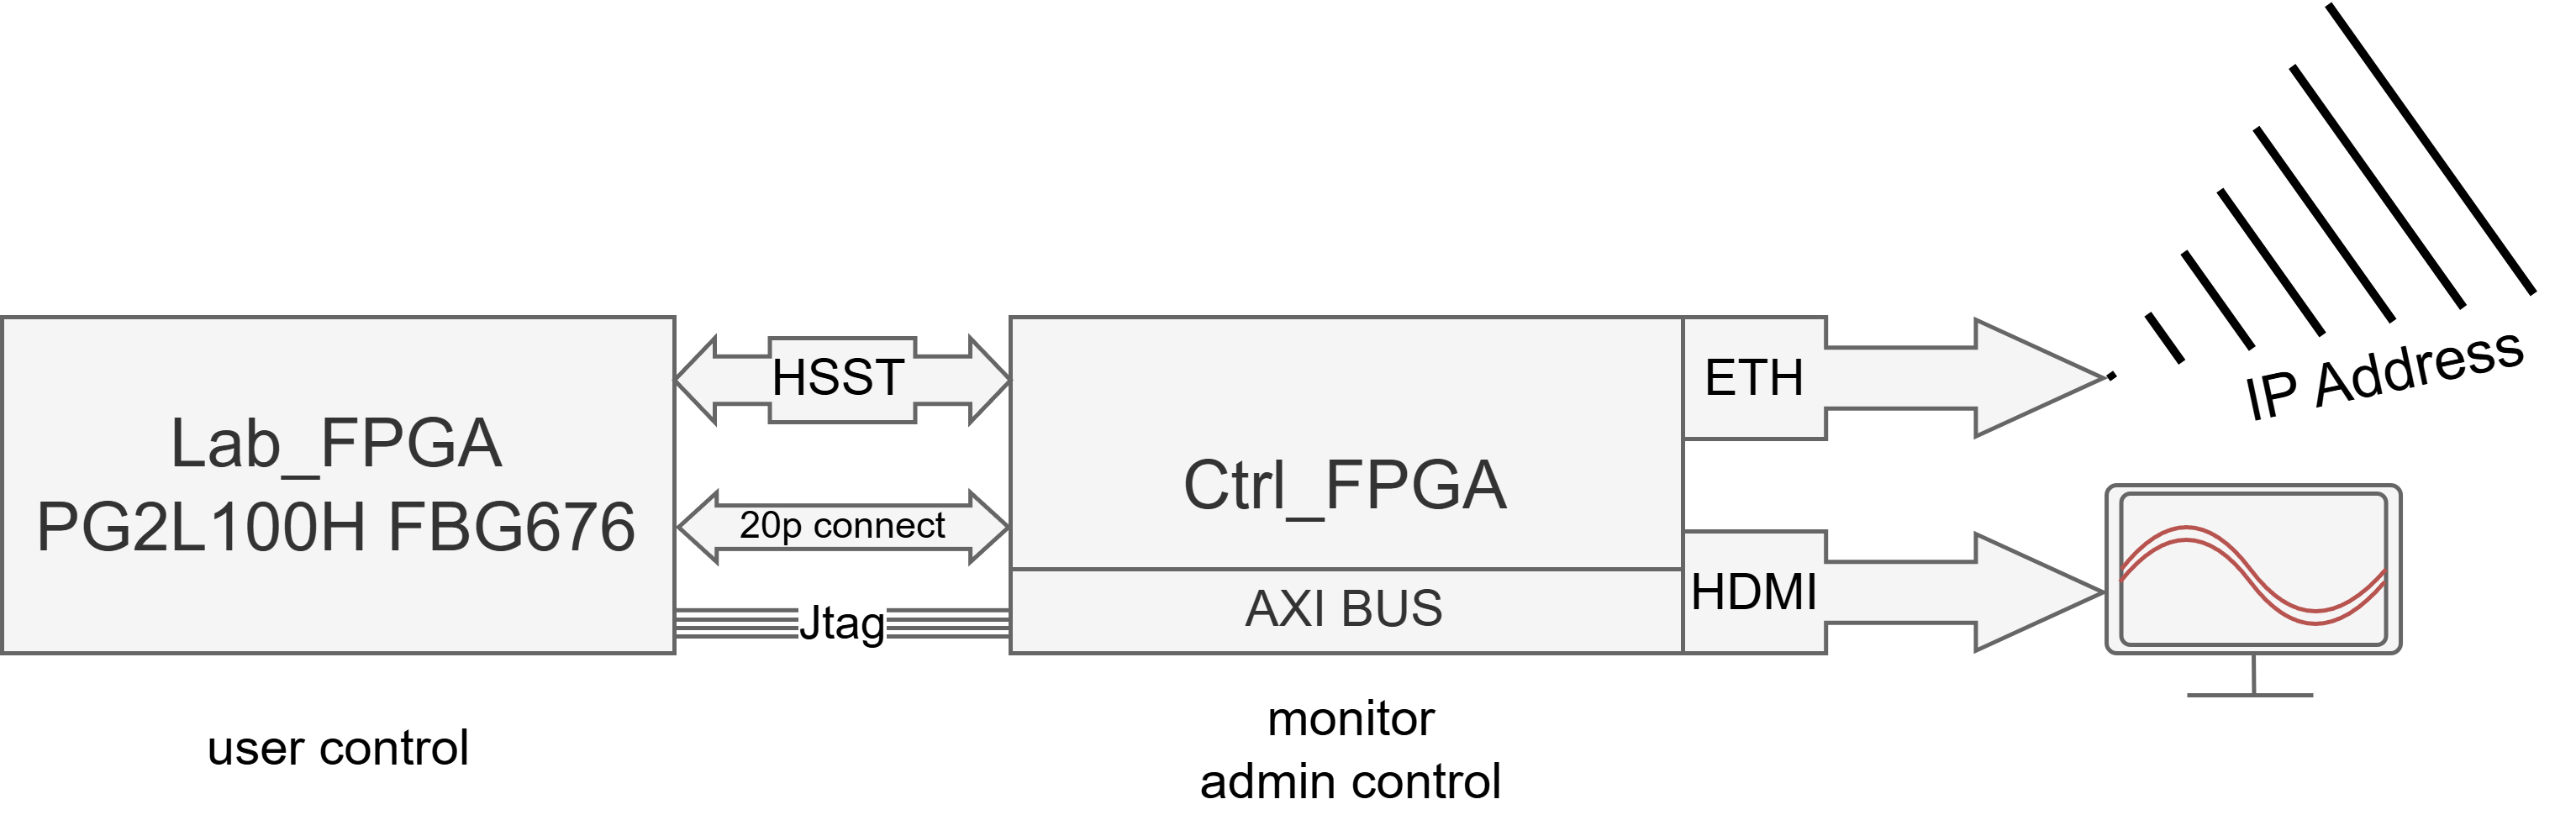 Lab_FPGA
PG2L100H FBG676
HSST
20p connect
Jtag
Ctrl_FPGA
AXI BUS
ETH
HDMI
IP Address
user control
monitor
admin control